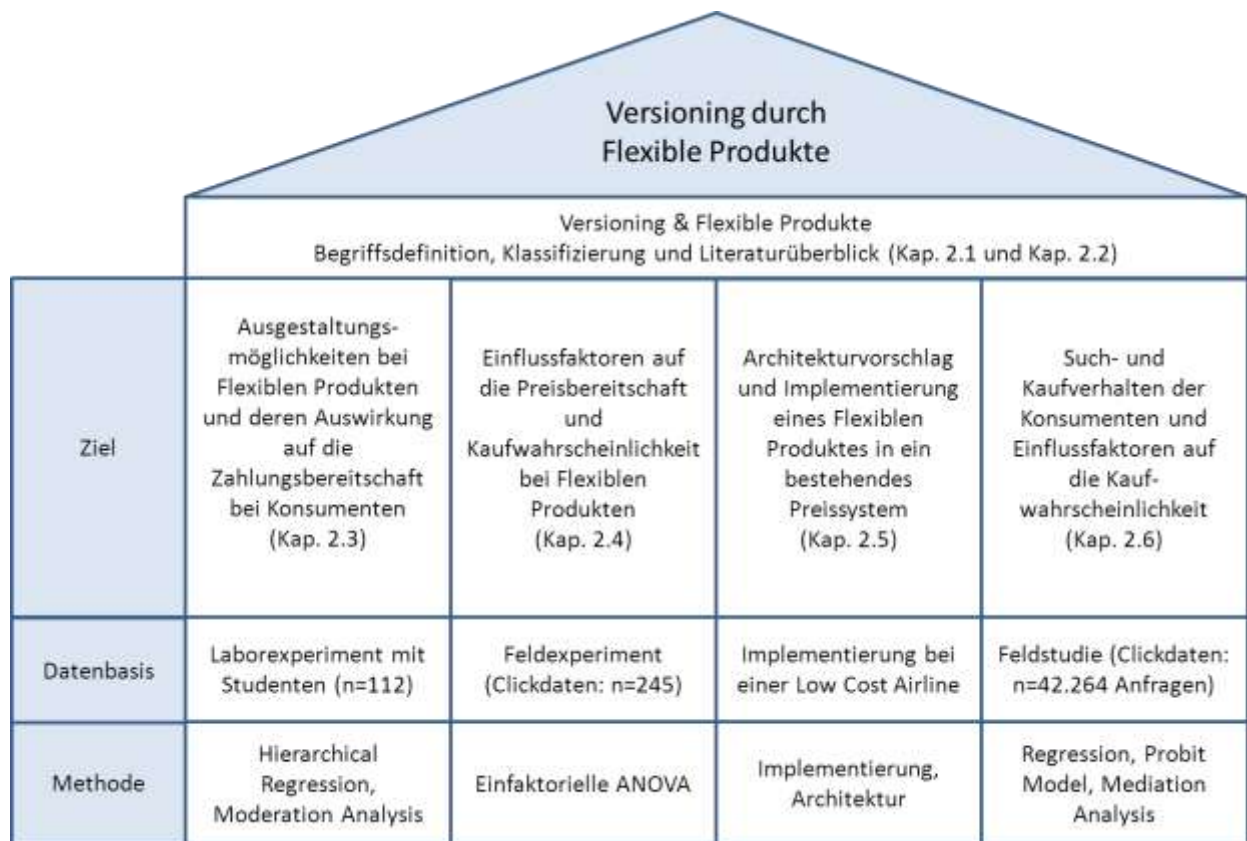 Versioning durch
Flexible Produkte
Versioning & Flexible Produkte
Begriffsdefinition, Klassifizierung und Literaturüberblick (Kap. 2.1 und Kap. 2.2)
Ziel
Ausgestaltungs-
möglichkeiten bei
Flexiblen Produkten
und deren Auswirkung
auf die
Zahlungsbereitschaft
bei Konsumenten
(Kap. 2.3)
Einflussfaktoren auf
die Preisbereitschaft
und
Kaufwahrscheinlichkeit
bei Flexiblen
Produkten
(Kap. 2.4)
Architekturvorschlag
und Implementierung
eines Flexiblen
Produktes in ein
bestehendes
Preissystem
(Kap. 2.5)
Such- und
Kaufverhalten der
Konsumenten und
Einflussfaktoren auf
die Kauf-
wahrscheinlichkeit
(Kap. 2.6)
Datenbasis
Laborexperiment mit
Studenten (n=112)
Feldexperiment
(Clickdaten: n=245)
Implementierung bei
einer Low Cost Airline
Feldstudie (Clickdaten:
n=42.264 Anfragen)
Methode
Hierarchical
Regression,
Moderation Analysis
Einfaktorielle ANOVA
Implementierung,
Architektur
Regression, Probit
Model, Mediation
Analysis